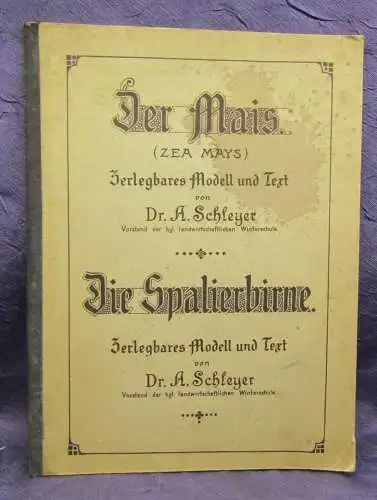 Der Mais.
(ZEA MAYS)
Zerlegbares Modell und Text
von
Dr. A. Schleyer
Vorstand der kgl. landwirtschaftlichen Winterschule.
Die Spalierbirne.
Zerlegbares Modell und Text
von
Dr. A. Schleyer
Vorstand der kgl. landwirtschaftlichen Winterschule.